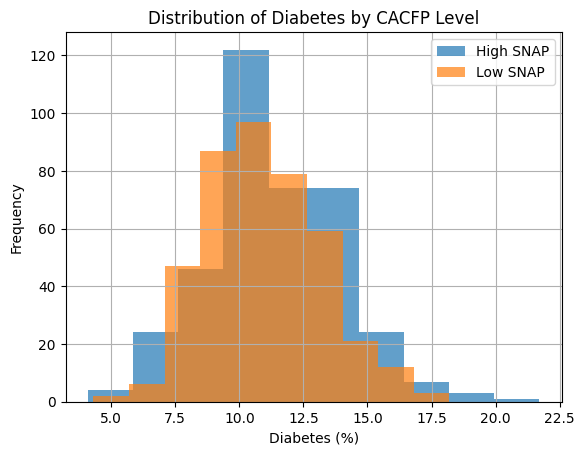 Distribution of Diabetes by CACFP Level
High SNAP
Low SNAP
Frequency
120
100
80
60
40
20
0
5.0 7.5 10.0 12.5 15.0 17.5 20.0 22.5
Diabetes (%)